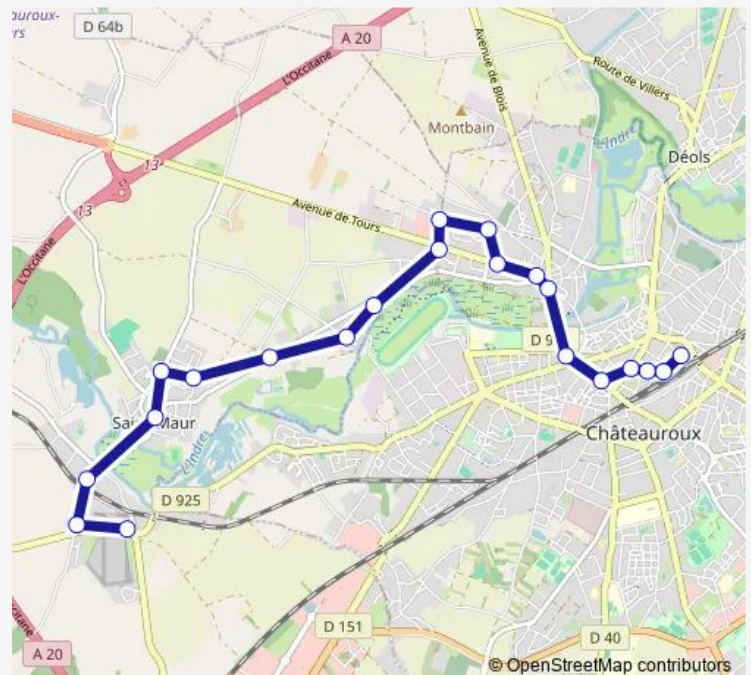 D 64b
A 20
L'Occitane
Avenue de Blois
Route de Villers
Montbain
L'Indre
Déols
13
13
Avenue de Tours
L'Occitane
D 9
Saint-Maur
L'Indre
Châteauroux
D 925
D 151
D 40
A 20
© OpenStreetMap contributors